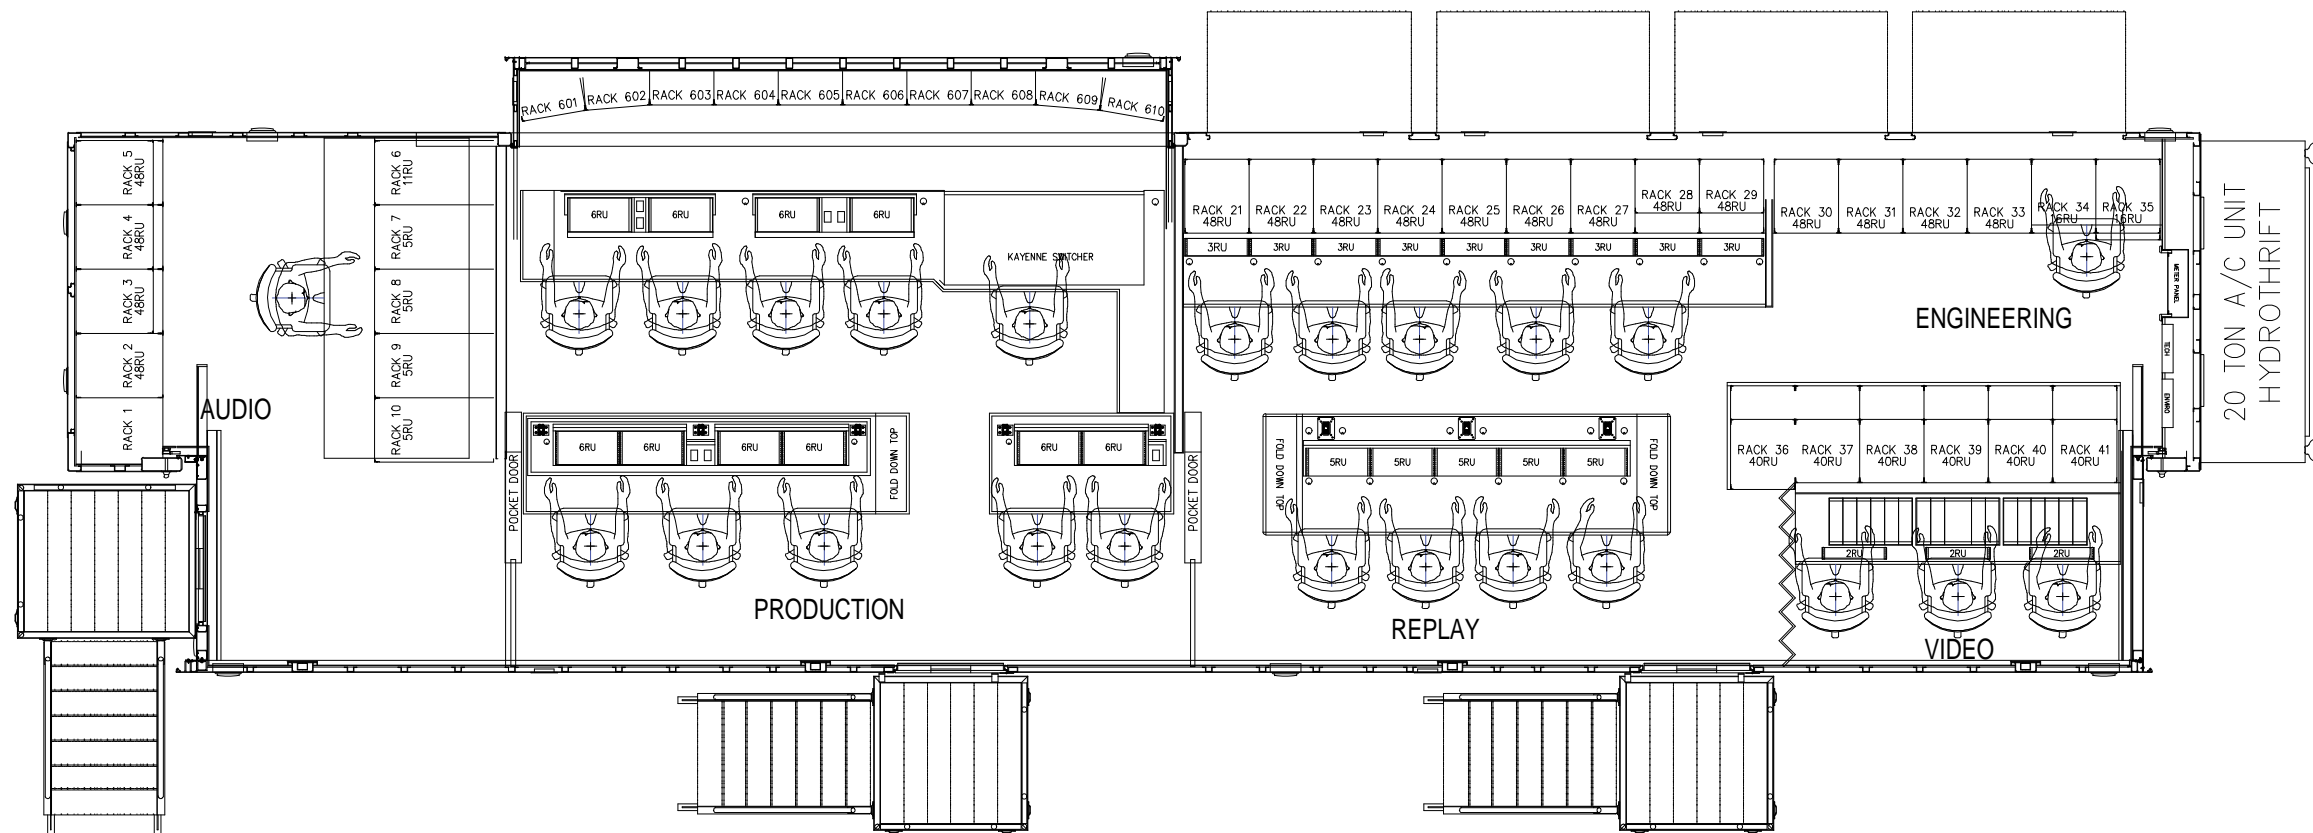 RACK 601
RACK 602
RACK 603
RACK 604
RACK 605
RACK 606
RACK 607
RACK 608
RACK 609
RACK 610
RACK 5
48RU
RACK 4
48RU
RACK 3
48RU
RACK 2
48RU
RACK 1
RACK 6
11RU
RACK 7
5RU
RACK 8
5RU
RACK 9
5RU
RACK 10
5RU
AUDIO
6RU
6RU
6RU
6RU
KAYENNE SWITCHER
POCKET DOOR
6RU
6RU
6RU
6RU
FOLD DOWN TOP
6RU
6RU
POCKET DOOR
PRODUCTION
RACK 21
48RU
RACK 22
48RU
RACK 23
48RU
RACK 24
48RU
RACK 25
48RU
RACK 26
48RU
RACK 27
48RU
RACK 28
48RU
RACK 29
48RU
RACK 30
48RU
RACK 31
48RU
RACK 32
48RU
RACK 33
48RU
RACK 34
16RU
RACK 35
16RU
3RU
3RU
3RU
3RU
3RU
3RU
3RU
3RU
3RU
ENGINEERING
METER PANEL
TECH
ENVIRO
20 TON A/C UNIT
HYDROTHRIFT
FOLD DOWN TOP
5RU
5RU
5RU
5RU
5RU
FOLD DOWN TOP
REPLAY
RACK 36
40RU
RACK 37
40RU
RACK 38
40RU
RACK 39
40RU
RACK 40
40RU
RACK 41
40RU
2RU
2RU
2RU
VIDEO